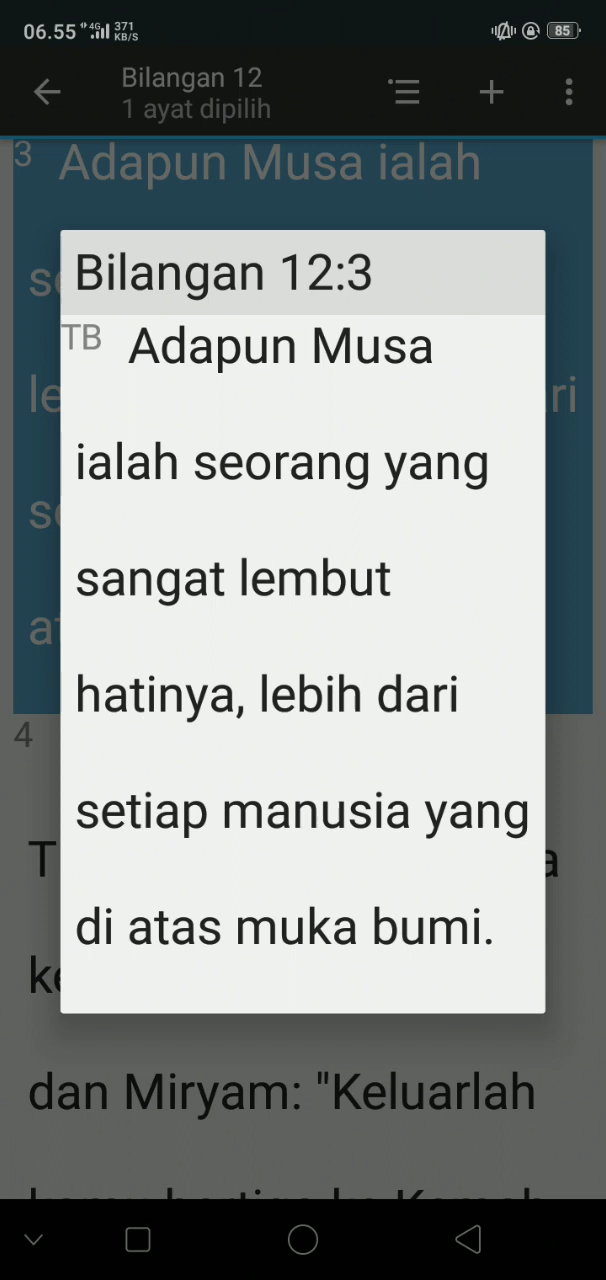 06.55 4G 371 KB/S 85
Bilangan 12
1 ayat dipilih
3 Adapun Musa ialah
Bilangan 12:3
TB Adapun Musa
ialah seorang yang
sangat lembut
hatinya, lebih dari
setiap manusia yang
di atas muka bumi.
4
dan Miryam: "Keluarlah